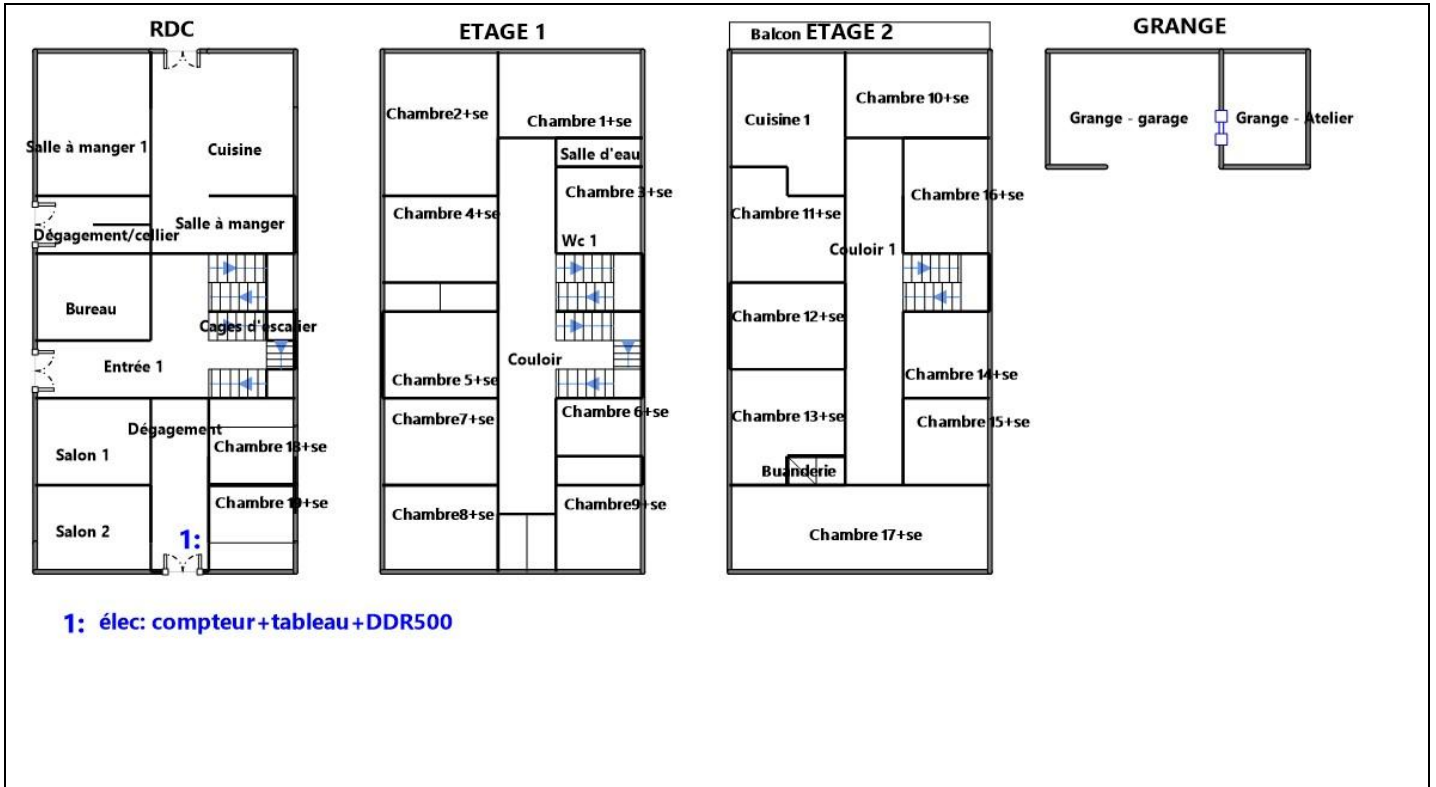 RDC
ETAGE 1
Balcon ETAGE 2
GRANGE
Salle à manger 1
Cuisine
Dégagement/cellier
Salle à manger
Bureau
Cages d'escalier
Entrée 1
Dégagement
Salon 1
Chambre 18+se
Salon 2
Chambre 19+se
1:
Chambre2+se
Chambre 1+se
Salle d'eau
Chambre 3+se
Chambre 4+se
Wc 1
Couloir
Chambre 5+se
Chambre7+se
Chambre 6+se
Chambre8+se
Chambre9+se
Cuisine 1
Chambre 10+se
Chambre 16+se
Chambre 11+se
Couloir 1
Chambre 12+se
Chambre 14+se
Chambre 13+se
Chambre 15+se
Buanderie
Chambre 17+se
Grange - garage
Grange - Atelier
1: élec: compteur+tableau+DDR500